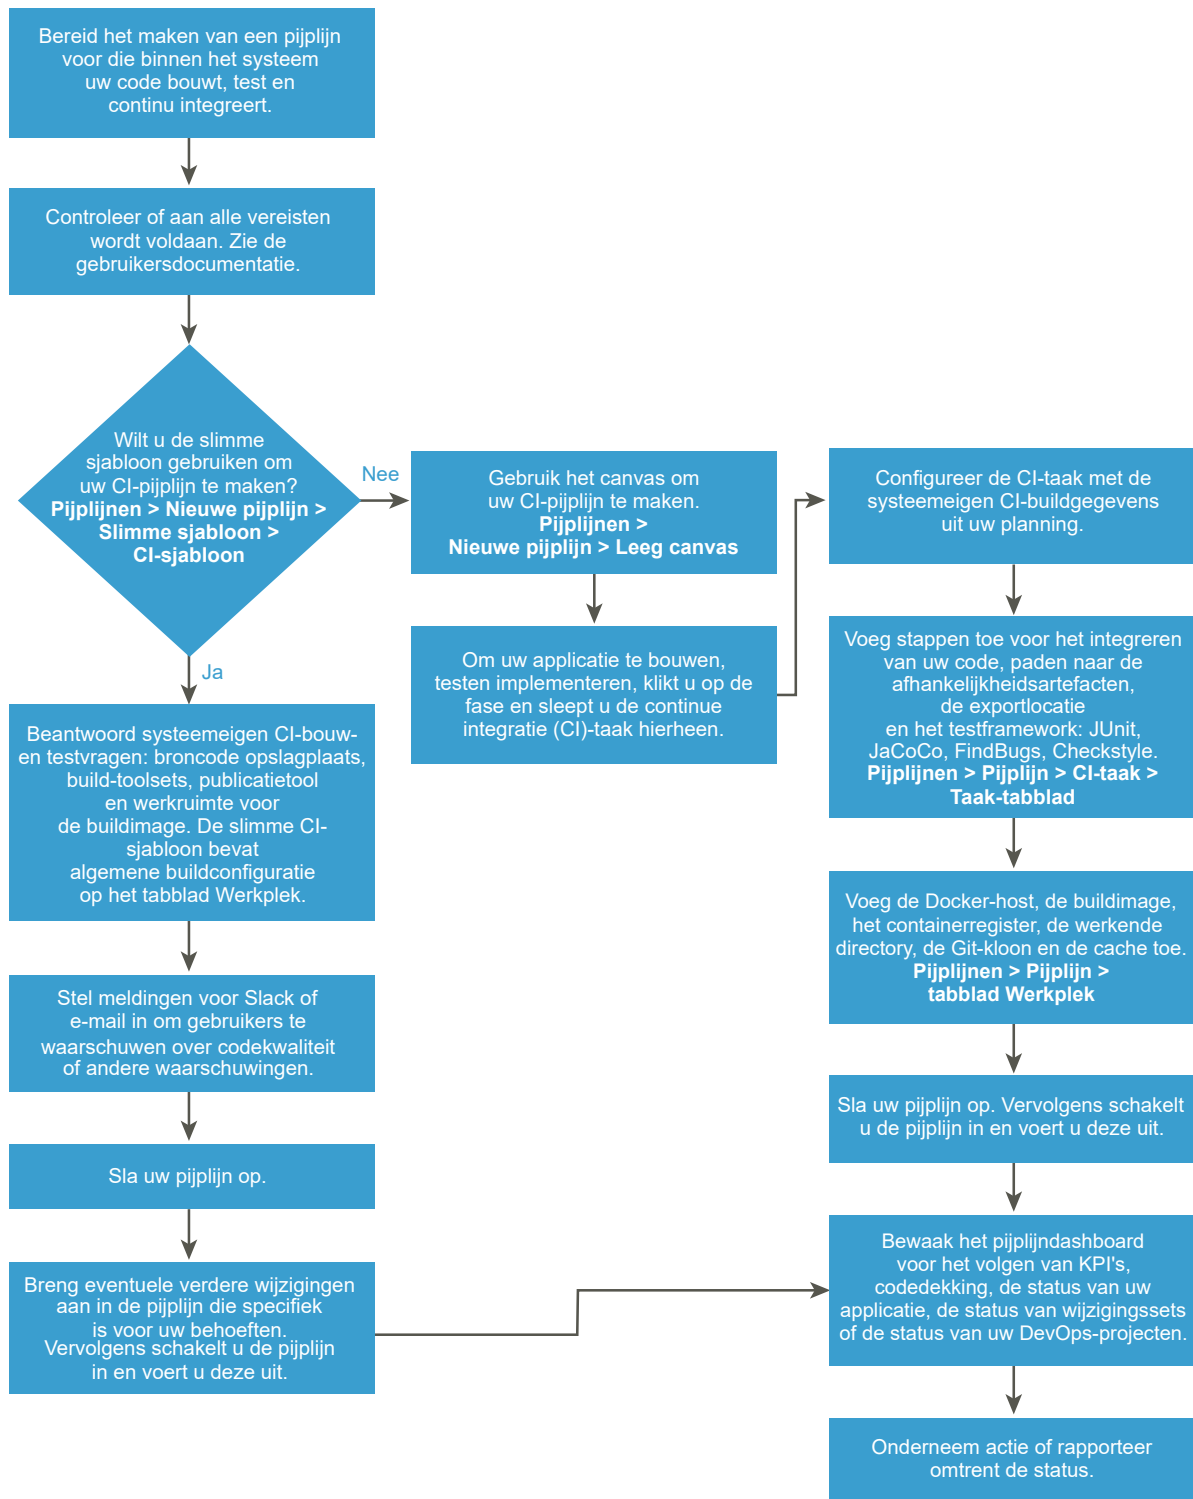 Bereid het maken van een pijplijn
voor die binnen het systeem
uw code bouwt, test en
continu integreert.
Controleer of aan alle vereisten
wordt voldaan. Zie de
gebruikersdocumentatie.
Wilt u de slimme
sjabloon gebruiken om
uw CI-pijplijn te maken?
Pijplijnen > Nieuwe pijplijn >
Slimme sjabloon >
CI-sjabloon
Nee
Ja
Beantwoord systeemeigen CI-bouw-
en testvragen: broncode opslagplaats,
build-toolsets, publicatietool
en werkruimte voor
de buildimage. De slimme CI-
sjabloon bevat
algemene buildconfiguratie
op het tabblad Werkplek.
Stel meldingen voor Slack of
e-mail in om gebruikers te
waarschuwen over codekwaliteit
of andere waarschuwingen.
Sla uw pijplijn op.
Breng eventuele verdere wijzigingen
aan in de pijplijn die specifiek
is voor uw behoeften.
Vervolgens schakelt u de pijplijn
in en voert u deze uit.
Gebruik het canvas om
uw CI-pijplijn te maken.
Pijplijnen >
Nieuwe pijplijn > Leeg canvas
Om uw applicatie te bouwen,
testen implementeren, klikt u op de
fase en sleept u de continue
integratie (CI)-taak hierheen.
Configureer de CI-taak met de
systeemeigen CI-buildgegevens
uit uw planning.
Voeg stappen toe voor het integreren
van uw code, paden naar de
afhankelijkheidsartefacten,
de exportlocatie
en het testframework: JUnit,
JaCoCo, FindBugs, Checkstyle.
Pijplijnen > Pijplijn > CI-taak >
Taak-tabblad
Voeg de Docker-host, de buildimage,
het containerregister, de werkende
directory, de Git-kloon en de cache toe.
Pijplijnen > Pijplijn >
tabblad Werkplek
Sla uw pijplijn op. Vervolgens schakelt
u de pijplijn in en voert u deze uit.
Bewaak het pijplijndashboard
voor het volgen van KPI's,
codedekking, de status van uw
applicatie, de status van wijzigingssets
of de status van uw DevOps-projecten.
Onderneem actie of rapporteer
omtrent de status.